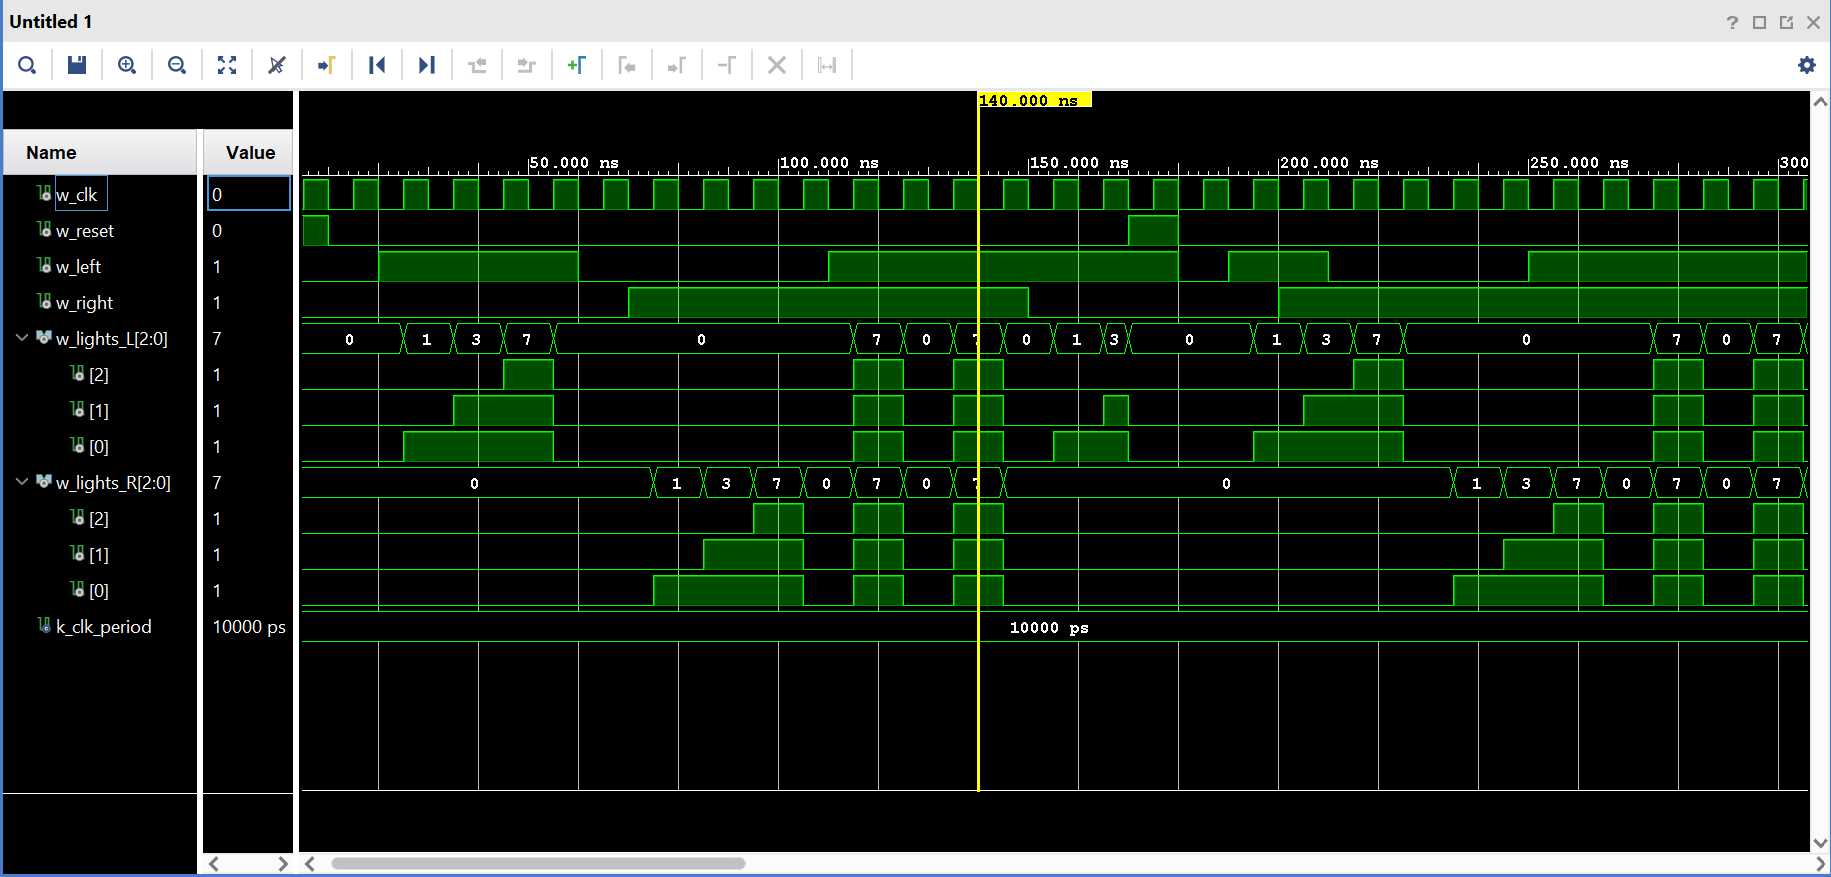 Untitled 1
140.000 ns
Name Value
50.000 ns 100.000 ns 150.000 ns 200.000 ns 250.000 ns 300
w_clk 0
w_reset 0
w_left 1
w_right 1
w_lights_L[2:0] 7 0 1 3 7 0 7 0 7 0 1 3 0 1 3 7 0 7 0 7
[2] 1
[1] 1
[0] 1
w_lights_R[2:0] 7 0 1 3 7 0 7 0 7 0 1 3 7 0 7 0 7
[2] 1
[1] 1
[0] 1
k_clk_period 10000 ps 10000 ps